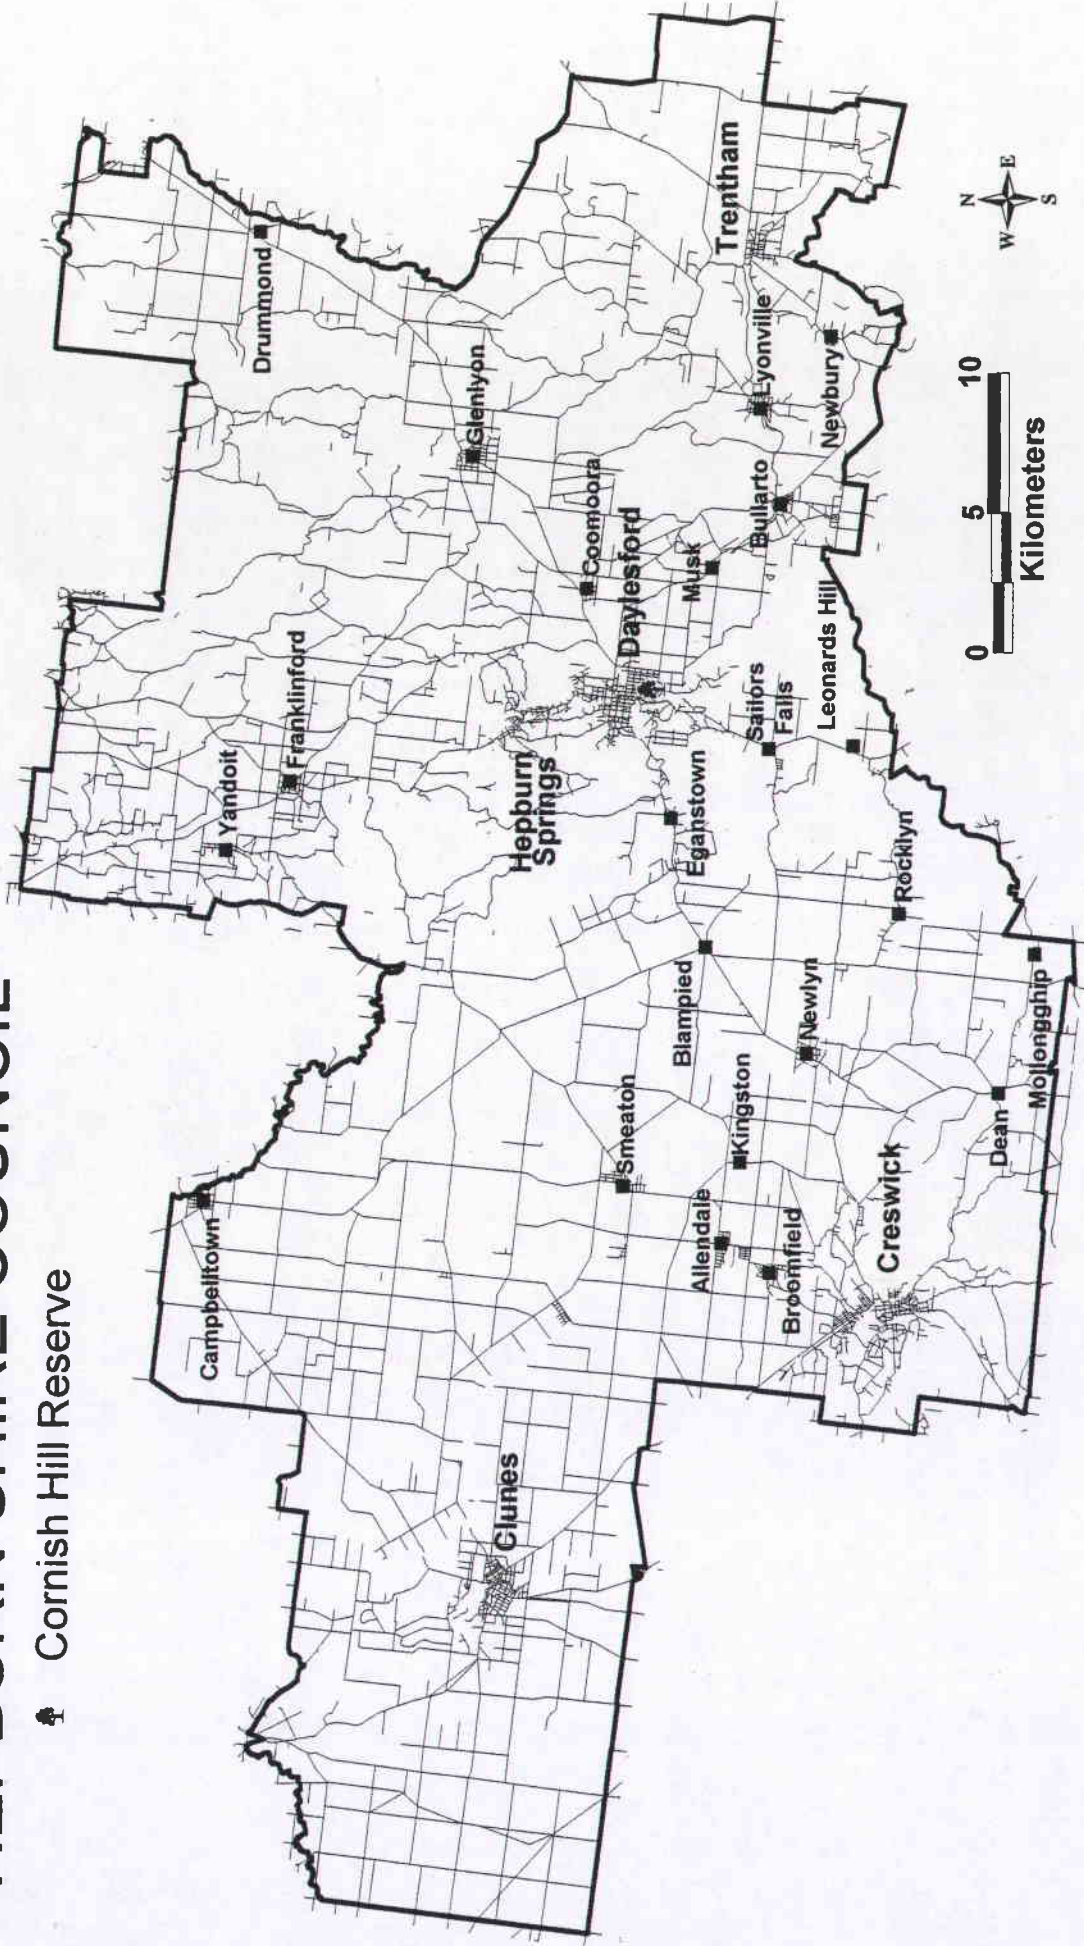 HEPBURN SHIRE COUNCIL
Cornish Hill Reserve
Campbelltown
Yandoit
Drummond
Franklinford
Glenlyon
Clunes
Hepburn
Springs
Coomoora
Smeaton
Daylesford
Blampied
Musk
Eganstown
Allendale
Trentham
Kingston
Sailors
Falls
Bullarto
Lyonville
Broomfield
Newlyn
Leonards Hill
Newbury
Creswick
Rocklyn
Dean
Mollongghip
N
W E
S
0 5 10
Kilometers